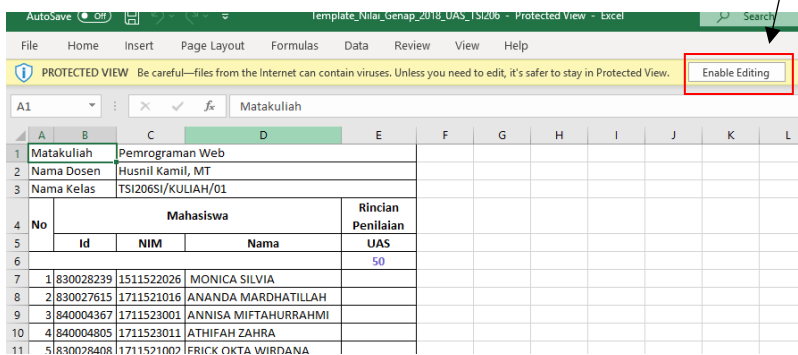 AutoSave Off Template_Nilai_Genap_2018_UAS_TSI206 - Protected View - Excel Search
File Home Insert Page Layout Formulas Data Review View Help
PROTECTED VIEW Be careful—files from the Internet can contain viruses. Unless you need to edit, it's safer to stay in Protected View. Enable Editing
A1 fx Matakuliah
A B C D E F G H I J K L
1 Matakuliah Pemrograman Web
2 Nama Dosen Husnil Kamil, MT
3 Nama Kelas TSI206SI/KULIAH/01
4 No Mahasiswa Rincian Penilaian
5 Id NIM Nama UAS
6 50
7 1 830028239 1511522026 MONICA SILVIA
8 2 830027615 1711521016 ANANDA MARDHATILLAH
9 3 840004367 1711523001 ANNISA MIFTAHURRAHMI
10 4 840004805 1711523011 ATHIFAH ZAHRA
11 5 830028408 1711521002 ERICK OKTA WIRDANA